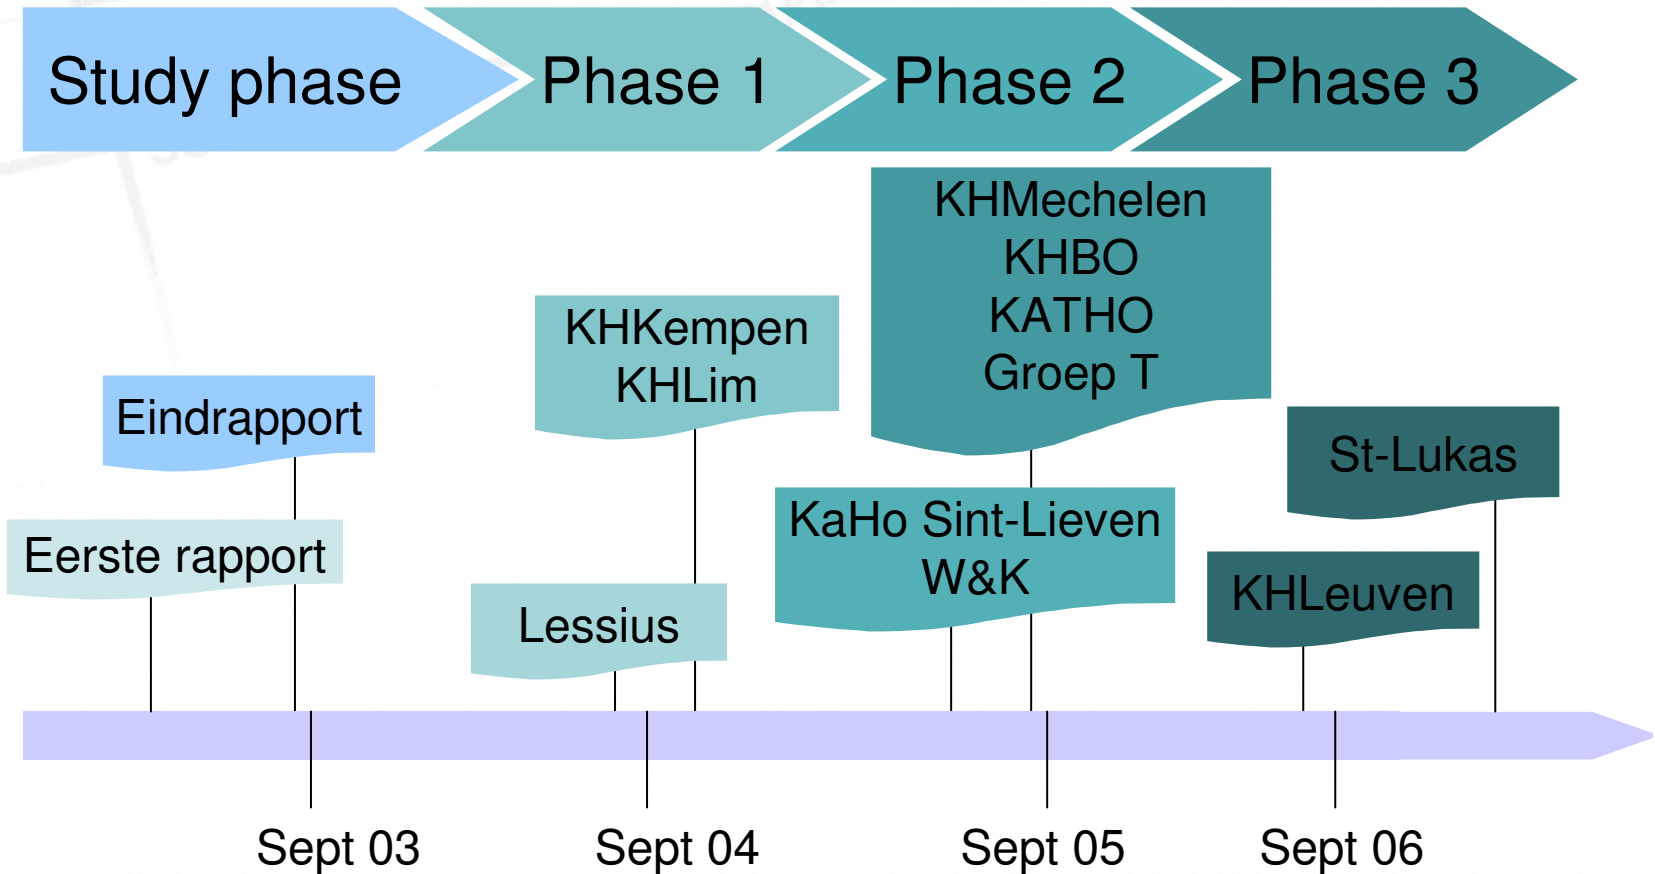 Study phase
Phase 1
Phase 2
Phase 3
KHMechelen
KHBO
KATHO
Groep T
KHKempen
KHLim
Eindrapport
St-Lukas
KaHo Sint-Lieven
W&K
Eerste rapport
KHLeuven
Lessius
Sept 03
Sept 04
Sept 05
Sept 06